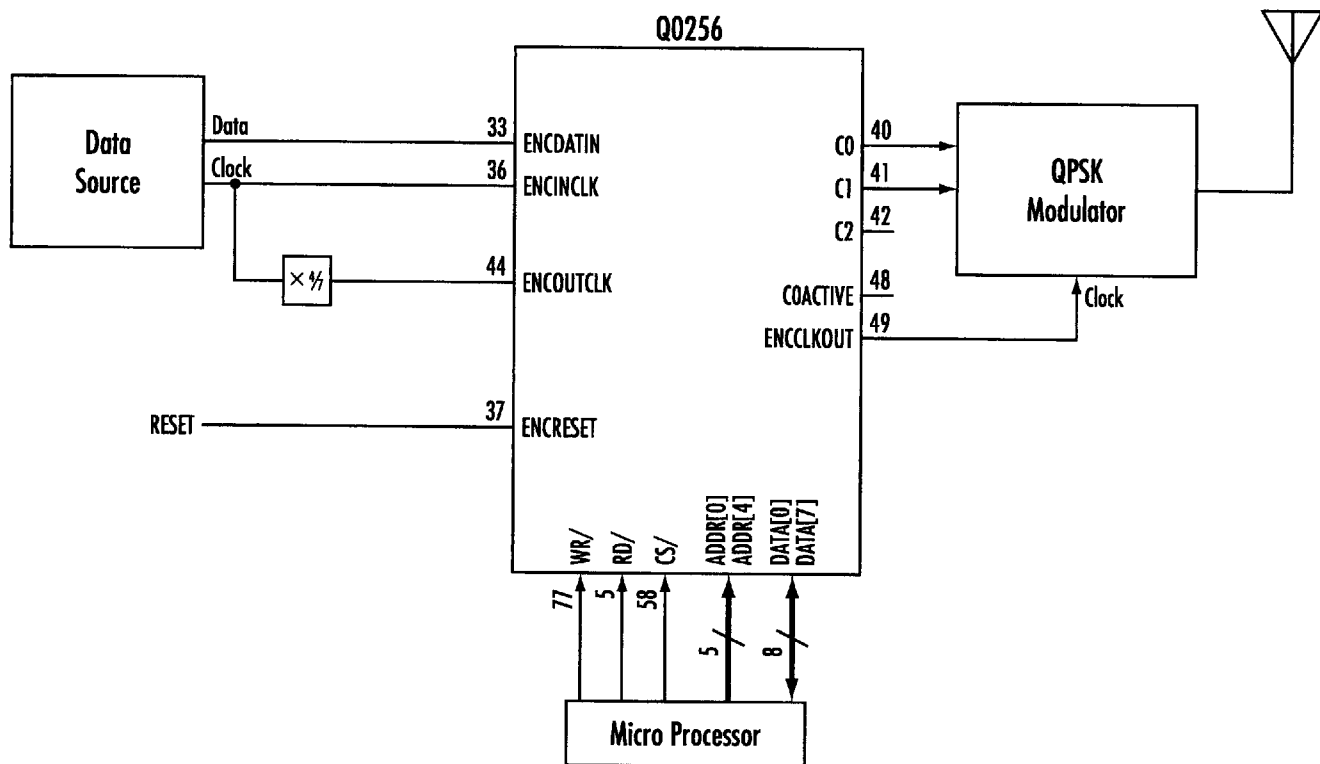 Q0256
Data
Source
Data
Clock
× 4/7
33
36
44
37
ENCDATIN
ENCINCLK
ENCOUTCLK
RESET
ENCRESET
C0
C1
C2
COACTIVE
ENCCLKOUT
40
41
42
48
49
QPSK
Modulator
Clock
WR/
RD/
CS/
ADDR[0]
ADDR[4]
DATA[0]
DATA[7]
77
5
58
5
8
Micro Processor